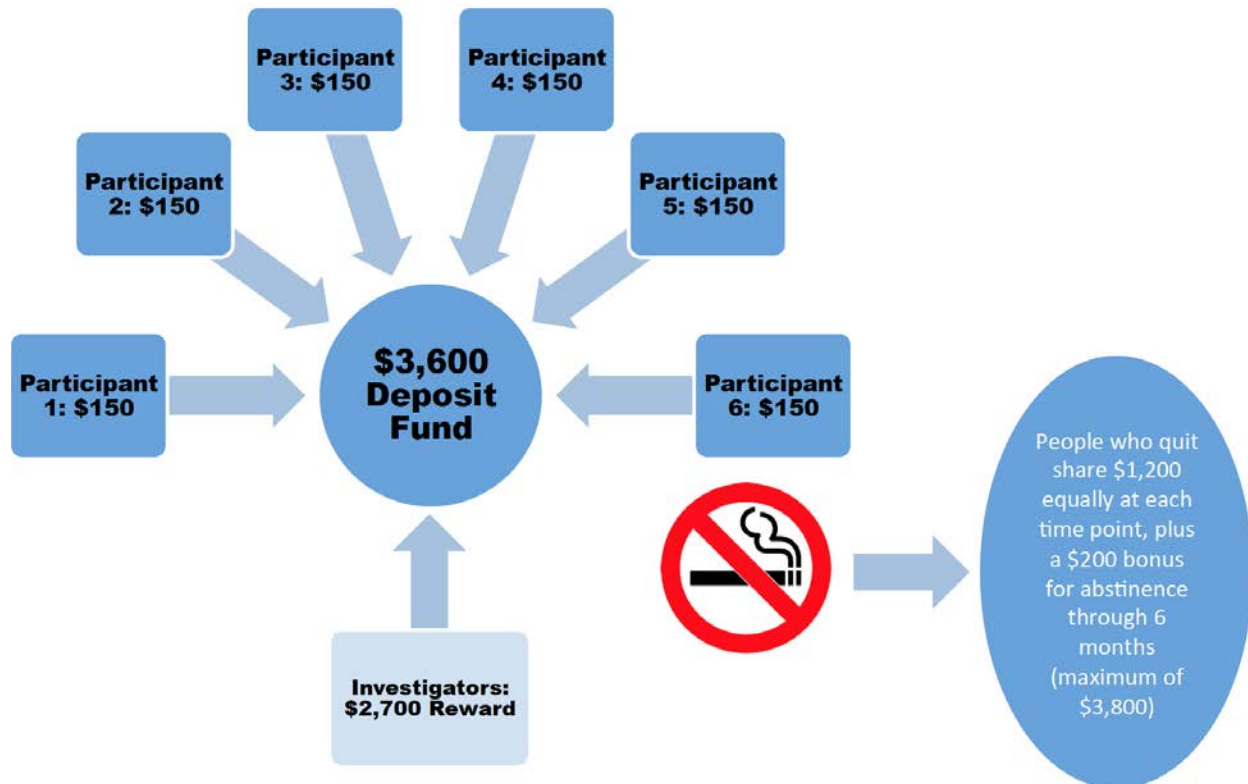 Participant
3: $150
Participant
4: $150
Participant
2: $150
Participant
5: $150
Participant
1: $150
$3,600
Deposit
Fund
Participant
6: $150
Investigators:
$2,700 Reward
People who quit
share $1,200
equally at each
time point, plus
a $200 bonus
for abstinence
through 6
months
(maximum of
$3,800)